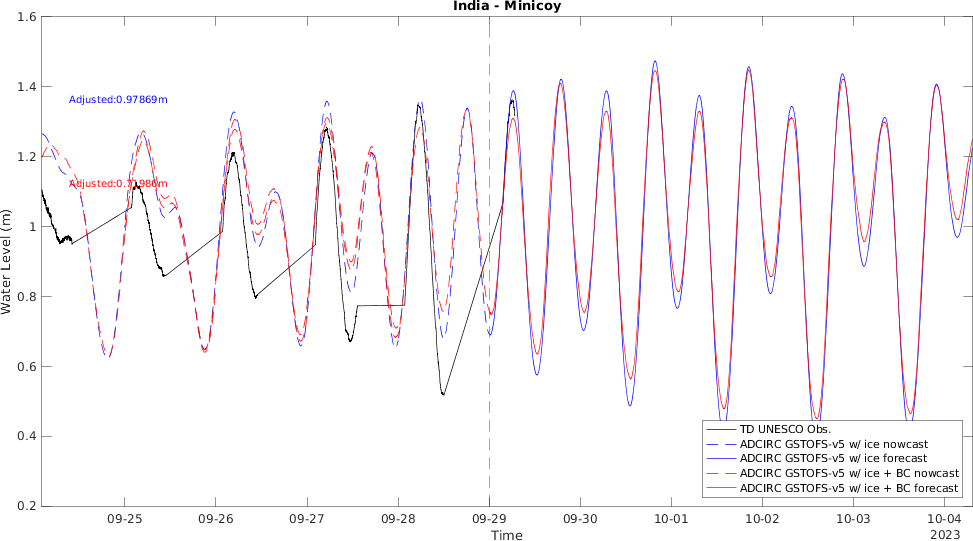 India - Minicoy
1.6
1.4
1.2
1
0.8
0.6
0.4
0.2
Water Level (m)
Adjusted:0.97869m
TD UNESCO Obs.
ADCIRC GSTOFS-v5 w/ ice nowcast
ADCIRC GSTOFS-v5 w/ ice forecast
ADCIRC GSTOFS-v5 w/ ice + BC nowcast
ADCIRC GSTOFS-v5 w/ ice + BC forecast
09-25
09-26
09-27
09-28
09-29
09-30
10-01
10-02
10-03
10-04
Time
2023